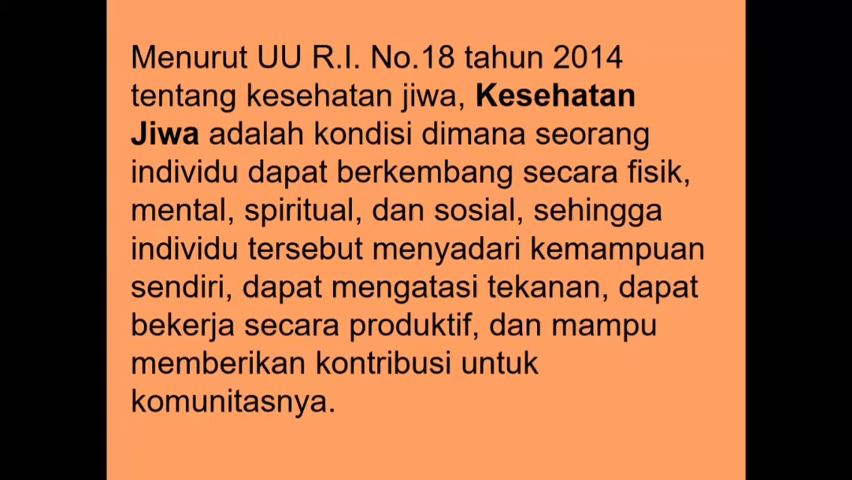 Menurut UU R.I. No.18 tahun 2014
tentang kesehatan jiwa, Kesehatan
Jiwa adalah kondisi dimana seorang
individu dapat berkembang secara fisik,
mental, spiritual, dan sosial, sehingga
individu tersebut menyadari kemampuan
sendiri, dapat mengatasi tekanan, dapat
bekerja secara produktif, dan mampu
memberikan kontribusi untuk
komunitasnya.